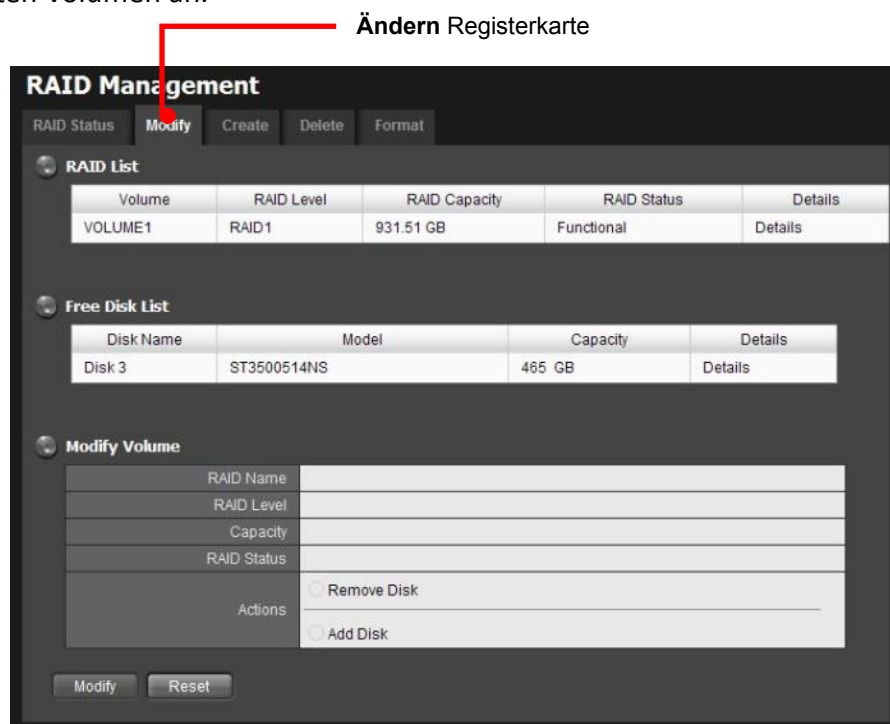 ten Volumen an.
Ändern Registerkarte
RAID Management
RAID Status Modify Create Delete Format
RAID List
Volume RAID Level RAID Capacity RAID Status Details
VOLUME1 RAID1 931.51 GB Functional Details
Free Disk List
Disk Name Model Capacity Details
Disk 3 ST3500514NS 465 GB Details
Modify Volume
RAID Name
RAID Level
Capacity
RAID Status
Actions
Remove Disk
Add Disk
Modify Reset